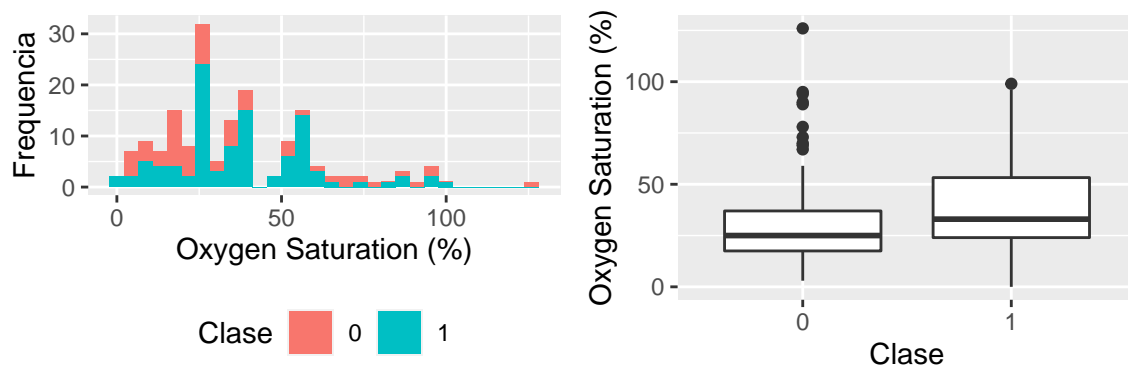 Frequencia
30
20
10
0
0 50 100
Oxygen Saturation (%)
Clase 0 1
Oxygen Saturation (%)
100
50
0
0 1
Clase